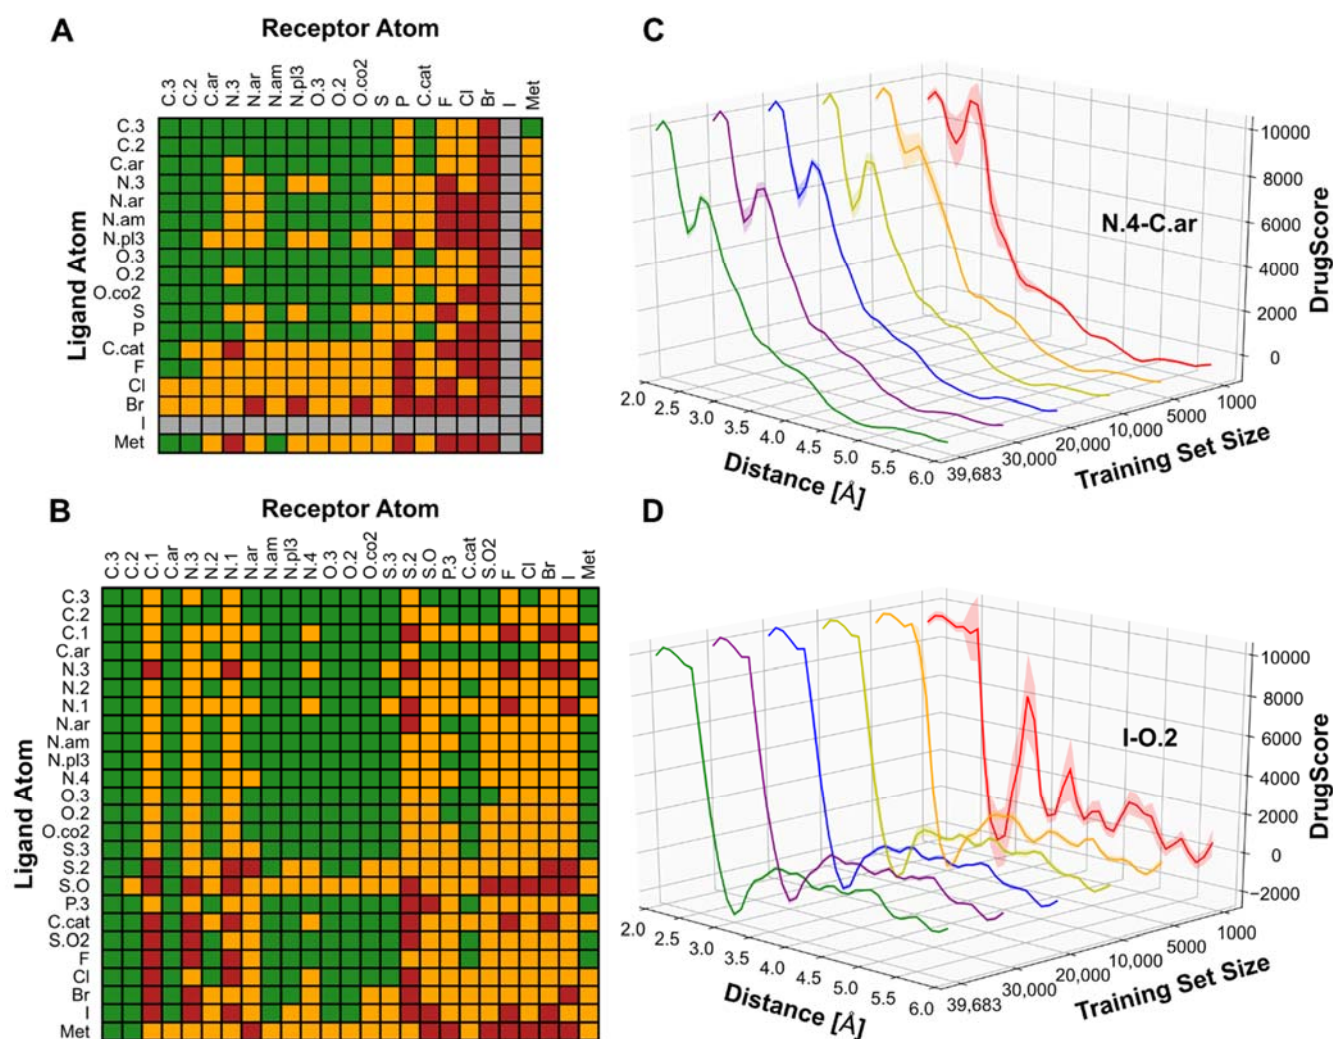 A
Receptor Atom
C.3 C.2 C.ar N.3 N.ar N.am N.pl3 O.3 O.2 O.co2 S P C.cat F Cl Br I Met
Ligand Atom
C.3
C.2
C.ar
N.3
N.ar
N.am
N.pl3
O.3
O.2
O.co2
S
P
C.cat
F
Cl
Br
I
Met
C
N.4-C.ar
DrugScore
10000
8000
6000
4000
2000
0
2.0 2.5 3.0 3.5 4.0 4.5 5.0 5.5 6.0
Distance [Å]
39,683 30,000 20,000 10,000 5000 1000
Training Set Size
B
Receptor Atom
C.3 C.2 C.1 C.ar N.3 N.2 N.1 N.ar N.am N.pl3 N.4 O.3 O.2 O.co2 S.3 S.2 S.O P.3 C.cat S.O2 F Cl Br I Met
Ligand Atom
C.3
C.2
C.1
C.ar
N.3
N.2
N.1
N.ar
N.am
N.pl3
N.4
O.3
O.2
O.co2
S.3
S.2
S.O
P.3
C.cat
S.O2
F
Cl
Br
I
Met
D
I-O.2
DrugScore
10000
8000
6000
4000
2000
0
−2000
2.0 2.5 3.0 3.5 4.0 4.5 5.0 5.5 6.0
Distance [Å]
39,683 30,000 20,000 10,000 5000 1000
Training Set Size